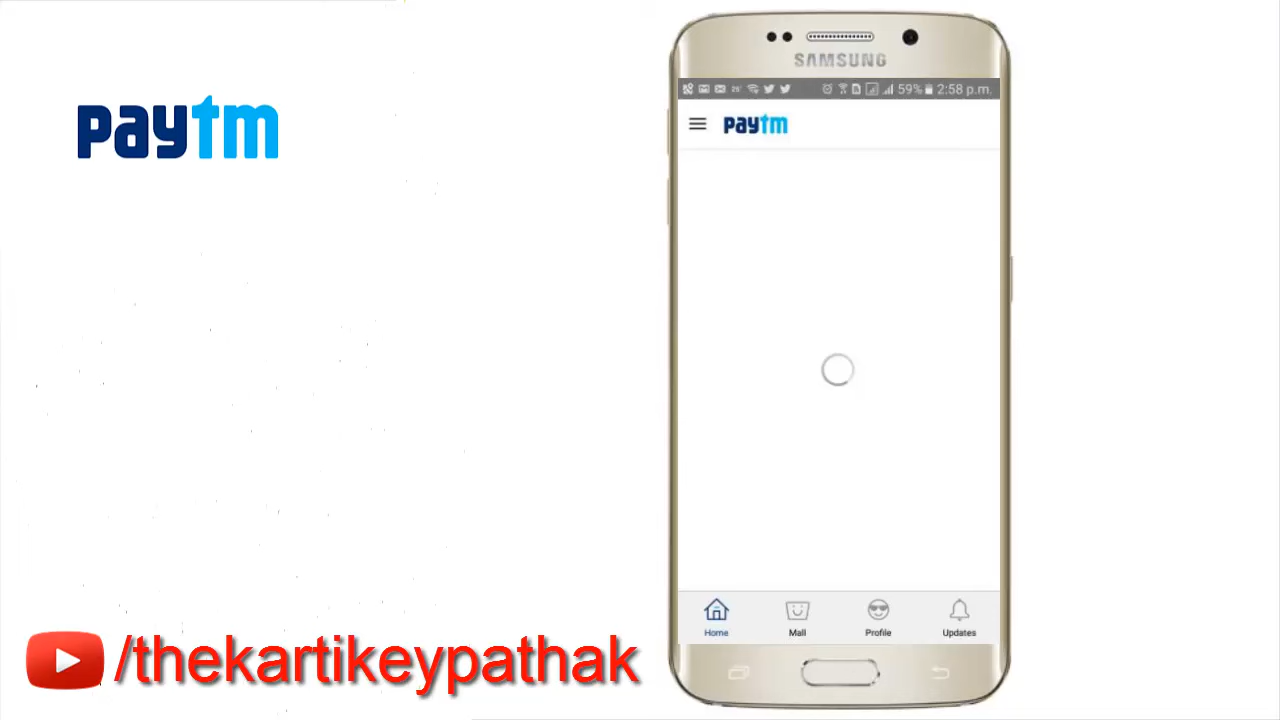 paytm
SAMSUNG
59% 2:58 p.m.
paytm
Home Mall Profile Updates
/thekartikeypathak